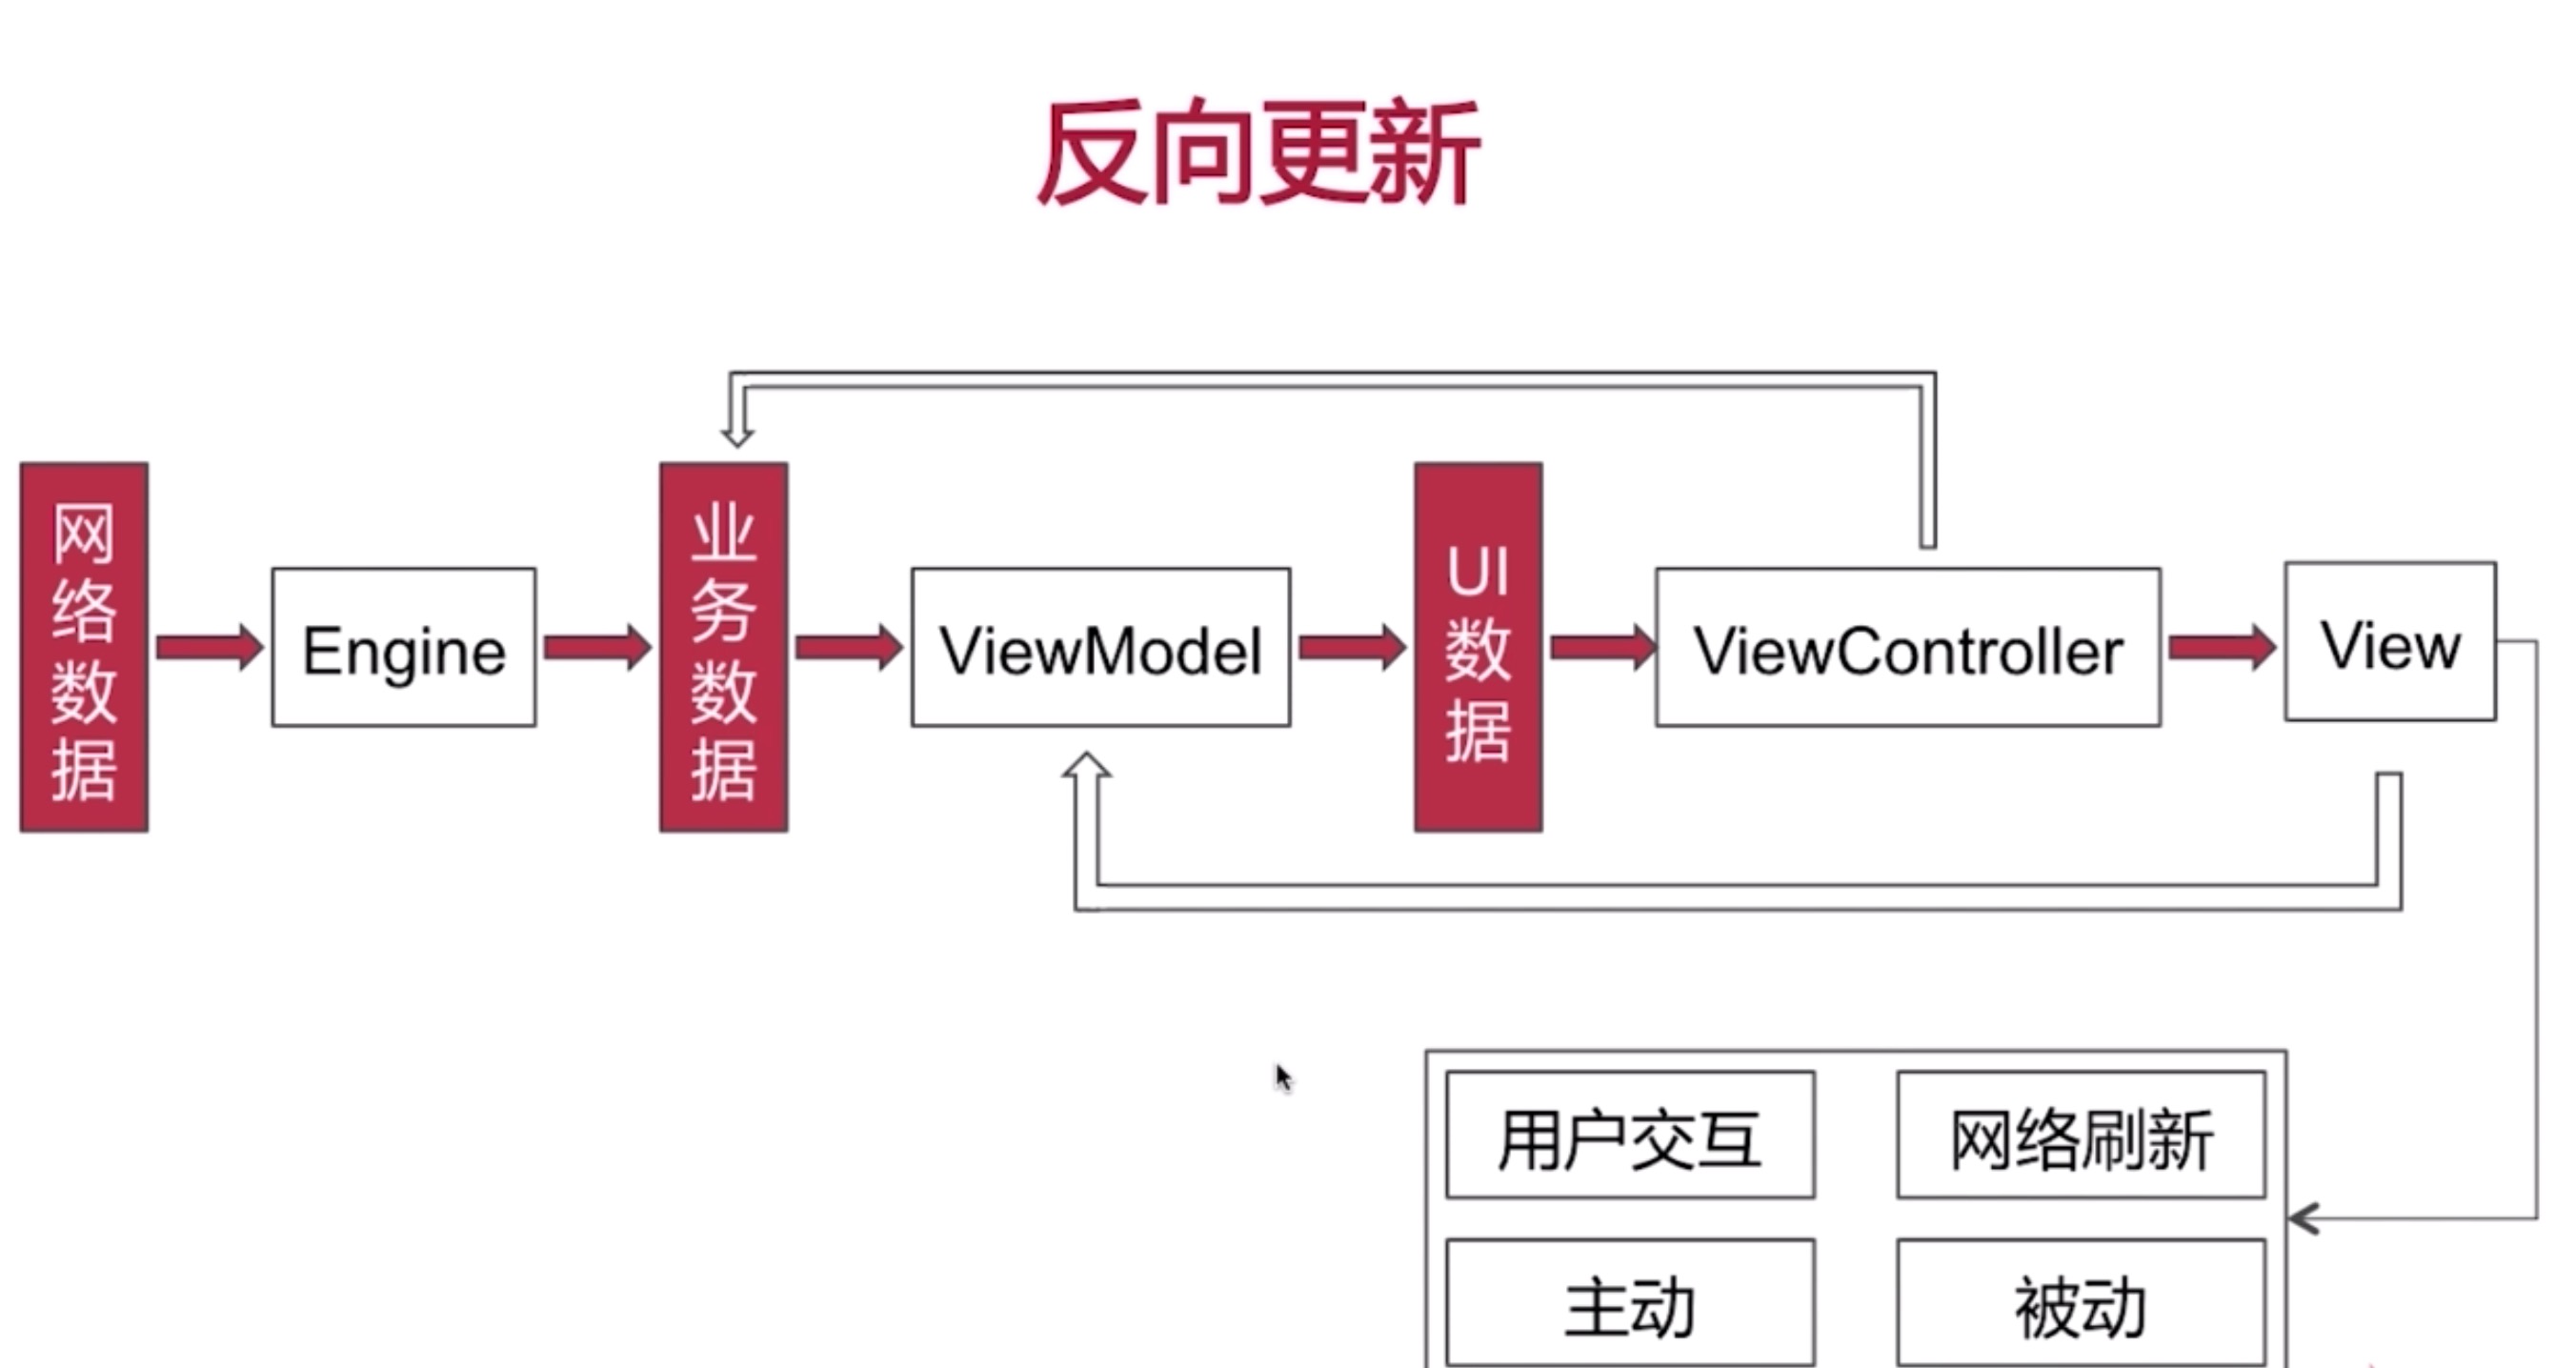 反向更新
网络数据
Engine
业务数据
ViewModel
UI数据
ViewController
View
用户交互
网络刷新
主动
被动